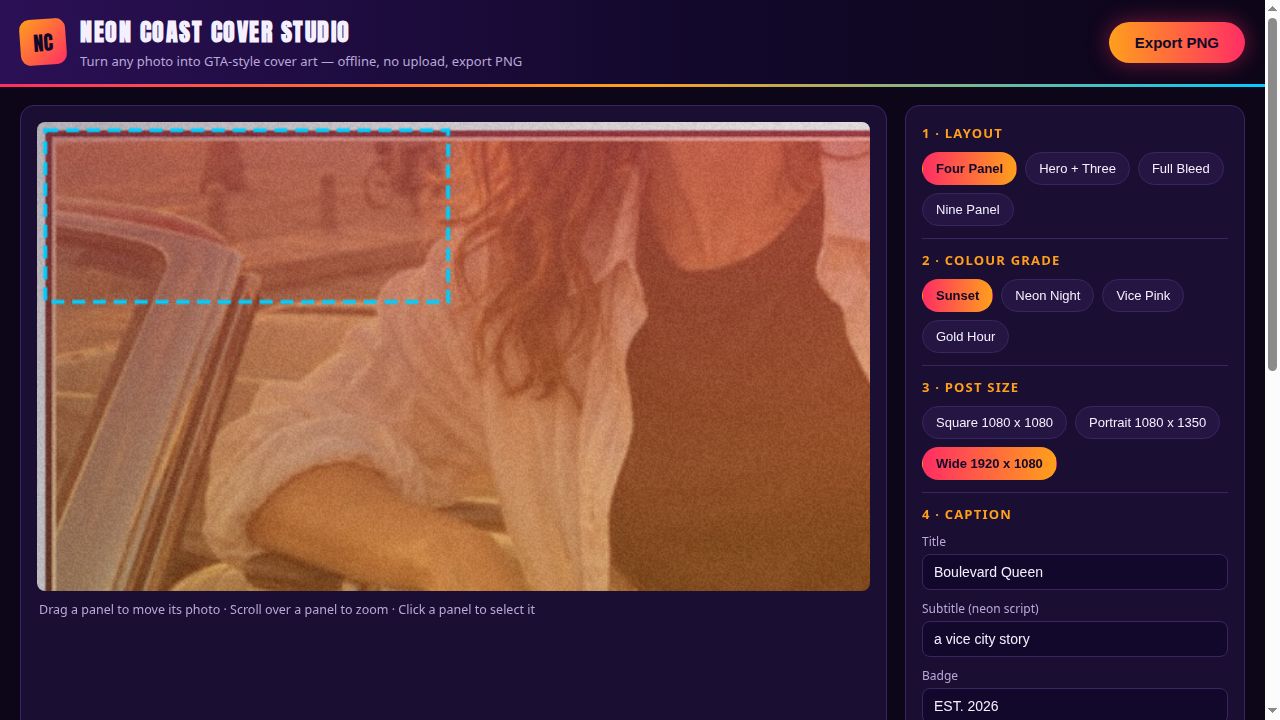 NC
NEON COAST COVER STUDIO
Turn any photo into GTA-style cover art — offline, no upload, export PNG
Export PNG
Drag a panel to move its photo · Scroll over a panel to zoom · Click a panel to select it
1 · LAYOUT
Four Panel
Hero + Three
Full Bleed
Nine Panel
2 · COLOUR GRADE
Sunset
Neon Night
Vice Pink
Gold Hour
3 · POST SIZE
Square 1080 x 1080
Portrait 1080 x 1350
Wide 1920 x 1080
4 · CAPTION
Title
Boulevard Queen
Subtitle (neon script)
a vice city story
Badge
EST. 2026